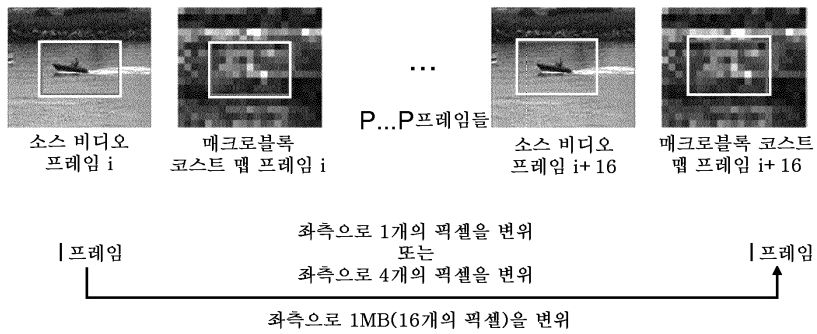 ...
P...P프레임들
소스 비디오
프레임 i
매크로블록
코스트 맵 프레임 i
소스 비디오
프레임 i+ 16
매크로블록 코스트
맵 프레임 i+ 16
좌측으로 1개의 픽셀을 변위
또는
좌측으로 4개의 픽셀을 변위
I 프레임
I 프레임
좌측으로 1MB(16개의 픽셀)을 변위